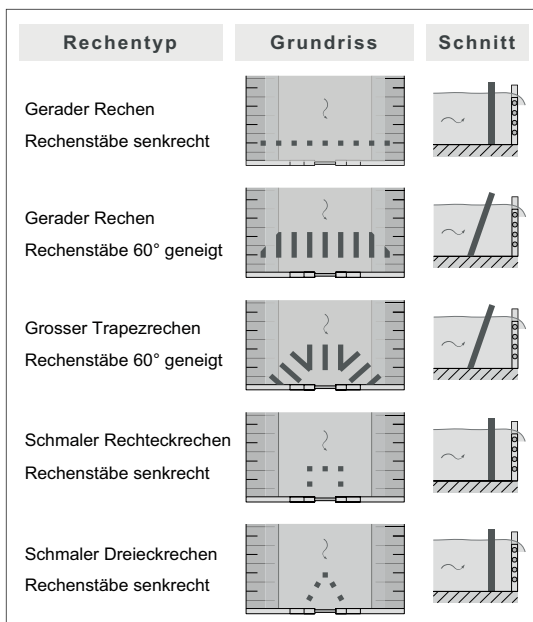 Rechentyp Grundriss Schnitt
Gerader Rechen
Rechenstäbe senkrecht
Gerader Rechen
Rechenstäbe 60° geneigt
Grosser Trapezrechen
Rechenstäbe 60° geneigt
Schmaler Rechteckrechen
Rechenstäbe senkrecht
Schmaler Dreieckrechen
Rechenstäbe senkrecht